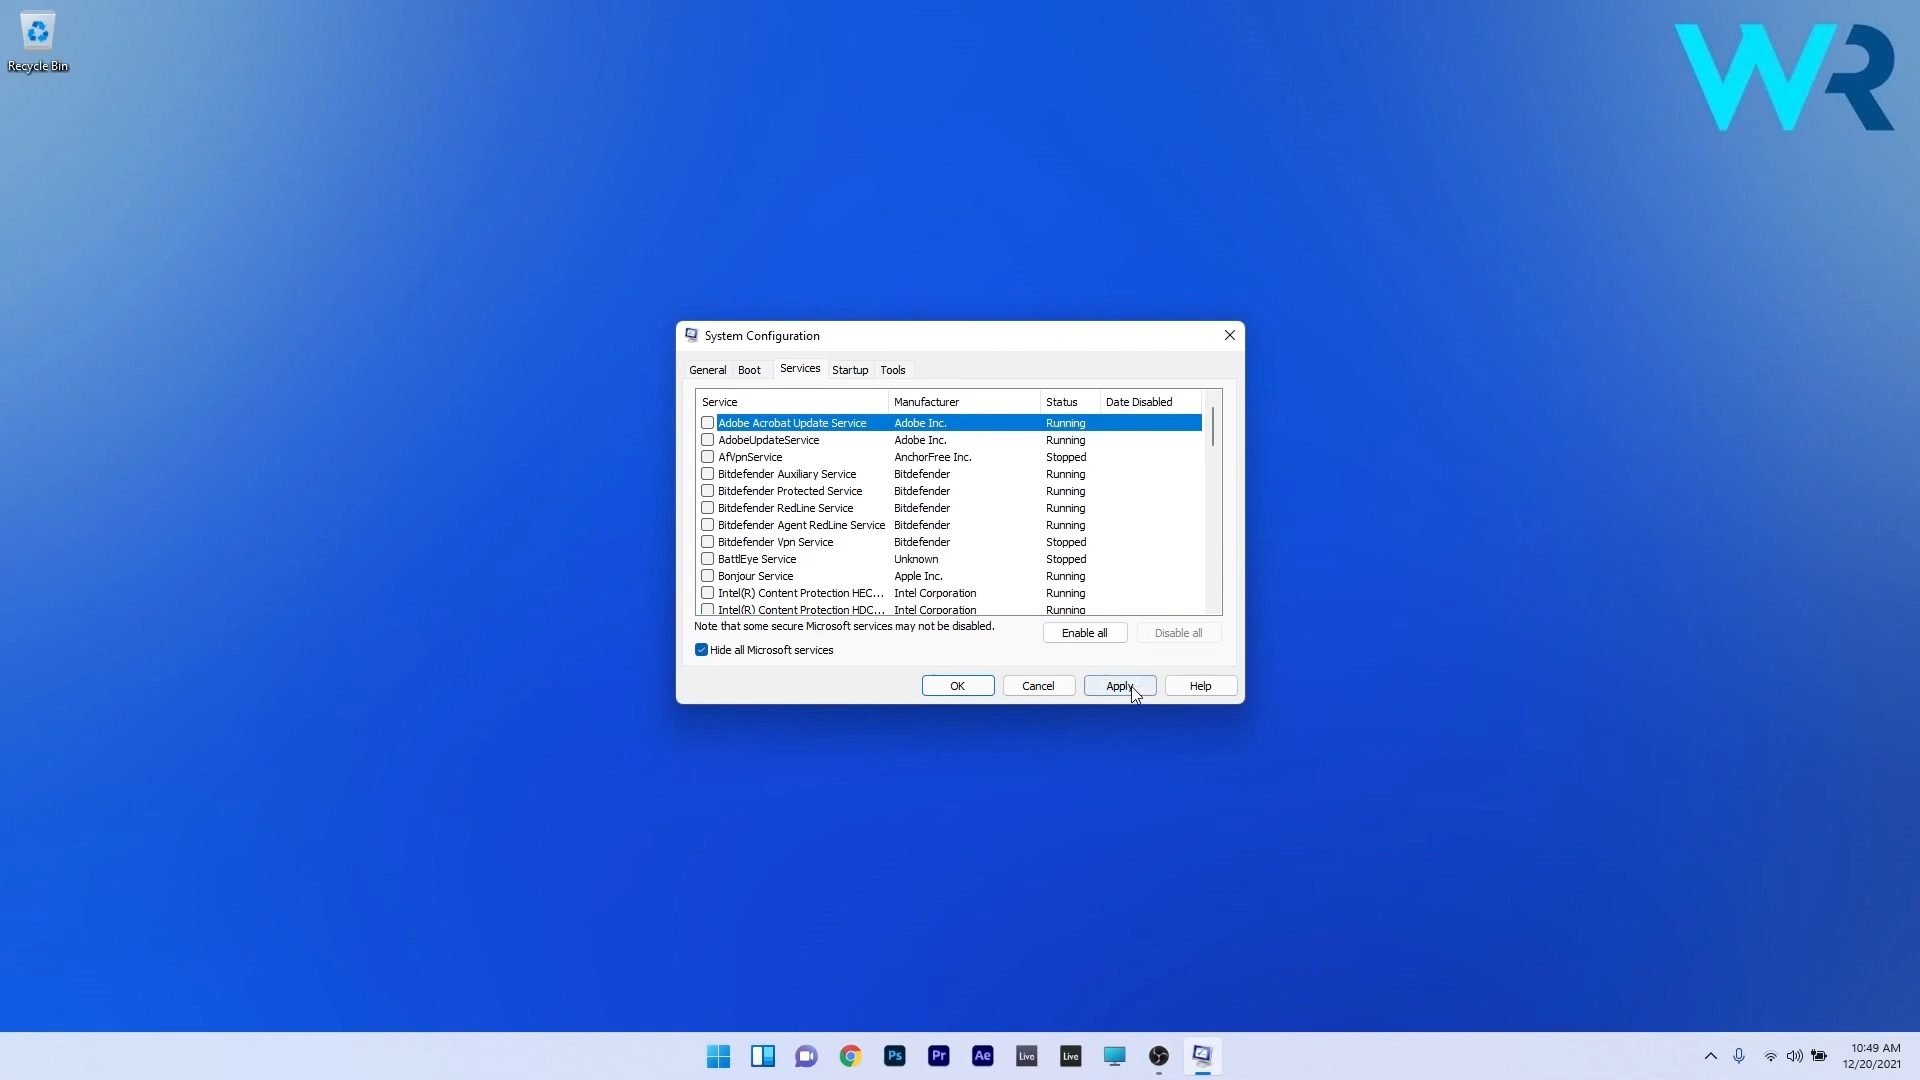 Recycle Bin
WR
System Configuration
General Boot Services Startup Tools
Service Manufacturer Status Date Disabled
Adobe Acrobat Update Service Adobe Inc. Running
AdobeUpdateService Adobe Inc. Running
AfVpnService AnchorFree Inc. Stopped
Bitdefender Auxiliary Service Bitdefender Running
Bitdefender Protected Service Bitdefender Running
Bitdefender RedLine Service Bitdefender Running
Bitdefender Agent RedLine Service Bitdefender Running
Bitdefender Vpn Service Bitdefender Stopped
BattlEye Service Unknown Stopped
Bonjour Service Apple Inc. Running
Intel(R) Content Protection HEC... Intel Corporation Running
Intel(R) Content Protection HDC... Intel Corporation Running
Note that some secure Microsoft services may not be disabled.
Enable all Disable all
Hide all Microsoft services
OK Cancel Apply Help
Ps Pr Ae Live Live
10:49 AM
12/20/2021